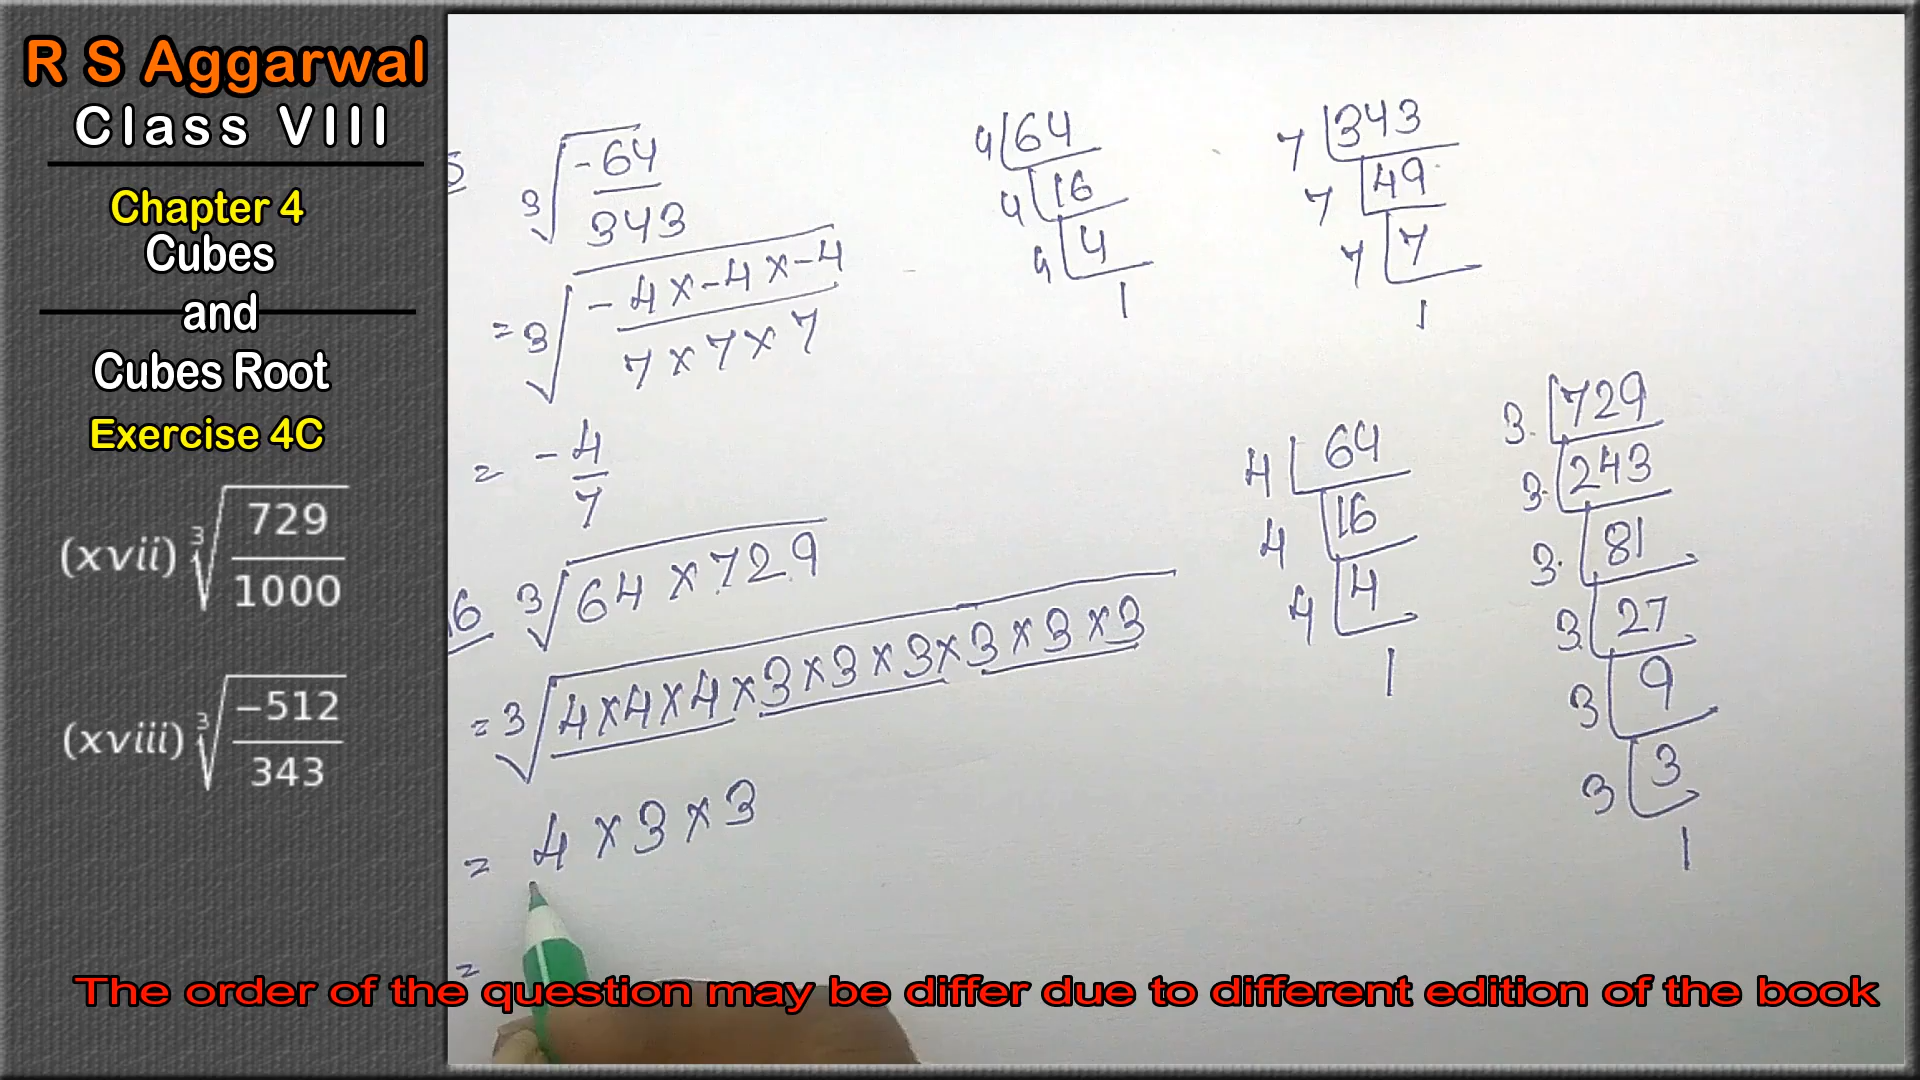 R S Aggarwal
Class VIII
Chapter 4
Cubes
and
Cubes Root
Exercise 4C
(xvii) ∛(729/1000)
(xviii) ∛(-512/343)
5 ∛(-64/343)
= ∛(-4×-4×-4/7×7×7)
= -4/7
16 ∛(64×729)
= ∛(4×4×4×3×3×3×3×3×3)
= 4×3×3
=
4 64
4 16
4 4
1
7 343
7 49
7 7
1
4 64
4 16
4 4
1
3 729
3 243
3 81
3 27
3 9
3 3
1
The order of the question may be differ due to different edition of the book